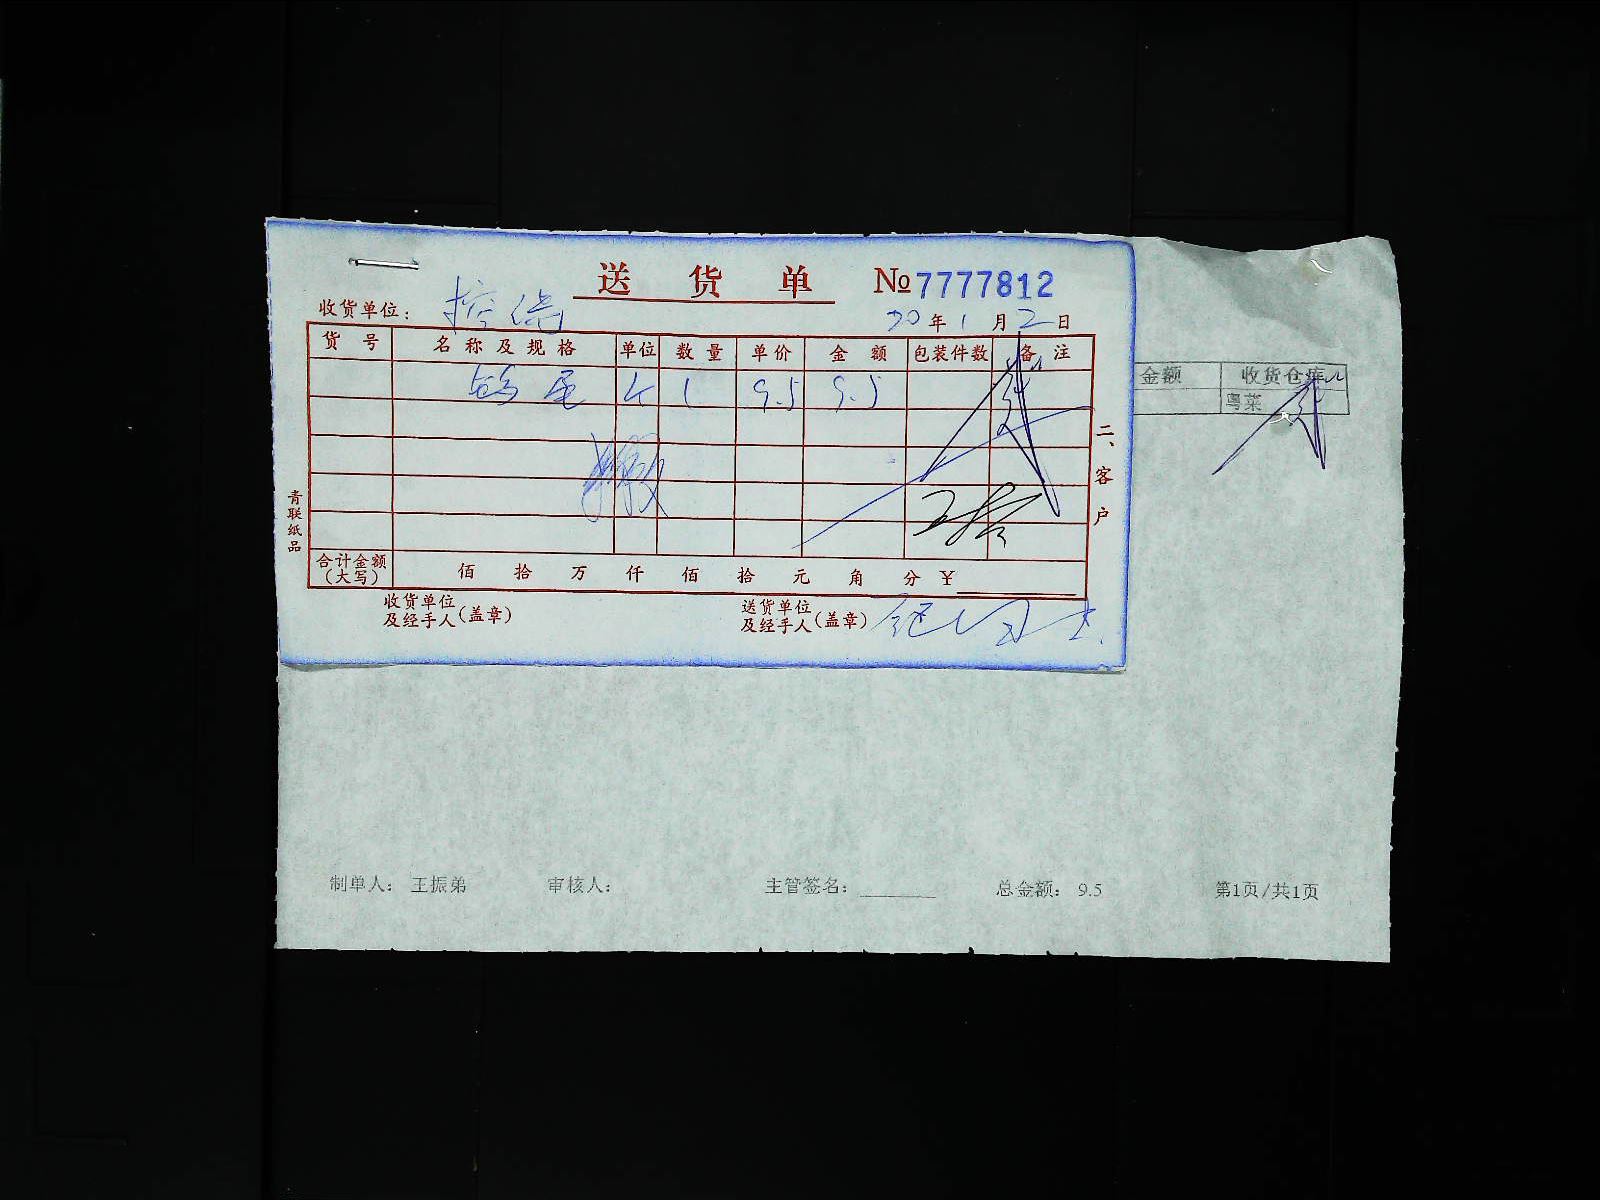 送 货 单 №7777812
收货单位：
20年1月2日
货 号 名 称 及 规 格 单位 数 量 单 价 金 额 包装件数 备 注
1 9.5 9.5
金额 收货仓库
粤菜
二、客户
青联纸品
合计金额（大写） 佰 拾 万 仟 佰 拾 元 角 分 ￥
收货单位及经手人（盖章） 送货单位及经手人（盖章）
制单人： 王振弟 审核人： 主管签名： 总金额： 9.5 第1页/共1页